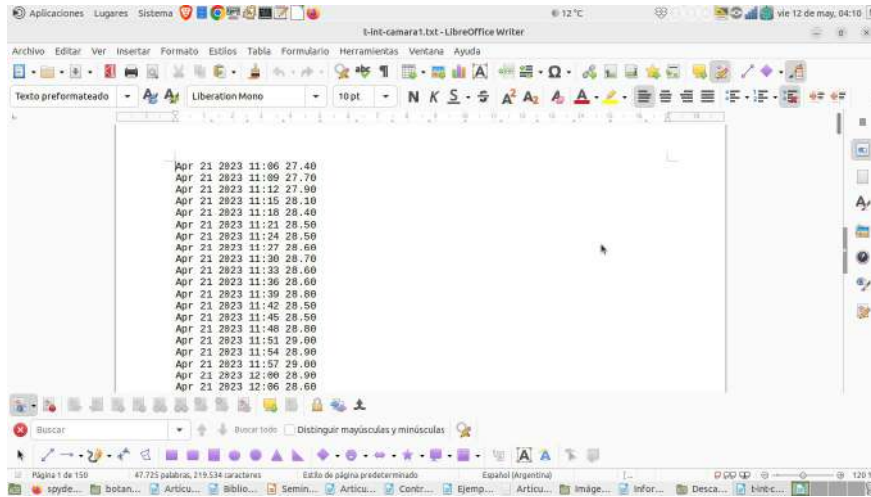 Aplicaciones Lugares Sistema 12 °C vie 12 de may, 04:10
t-int-camara1.txt - LibreOffice Writer
Archivo Editar Ver Insertar Formato Estilos Tabla Formulario Herramientas Ventana Ayuda
Texto preformateado Liberation Mono 10 pt N K S
Apr 21 2023 11:06 27.40
Apr 21 2023 11:09 27.70
Apr 21 2023 11:12 27.90
Apr 21 2023 11:15 28.10
Apr 21 2023 11:18 28.40
Apr 21 2023 11:21 28.50
Apr 21 2023 11:24 28.50
Apr 21 2023 11:27 28.60
Apr 21 2023 11:30 28.70
Apr 21 2023 11:33 28.60
Apr 21 2023 11:36 28.60
Apr 21 2023 11:39 28.80
Apr 21 2023 11:42 28.50
Apr 21 2023 11:45 28.50
Apr 21 2023 11:48 28.80
Apr 21 2023 11:51 29.00
Apr 21 2023 11:54 28.90
Apr 21 2023 11:57 29.00
Apr 21 2023 12:00 28.90
Apr 21 2023 12:06 28.60
Buscar Buscar todo Distinguir mayúsculas y minúsculas
Página 1 de 150 47.725 palabras, 219.534 caracteres Estilo de página predeterminado Español (Argentina) 120 %
spyde... botan... Articu... Biblio... Semin... Articu... Contr... Ejemp... Articu... Imáge... Infor... Desca... t-int-c...